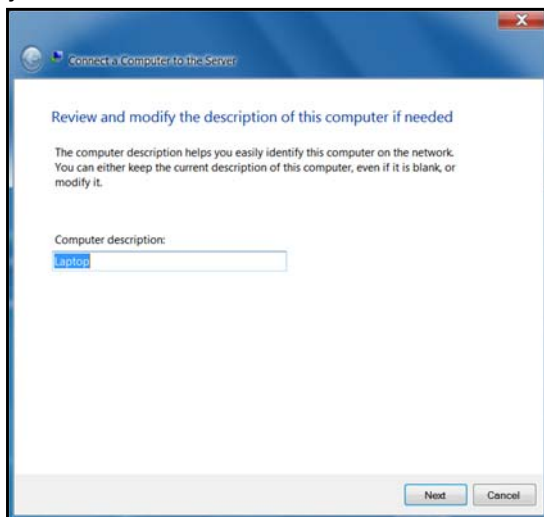 Connect a Computer to the Server
Review and modify the description of this computer if needed
The computer description helps you easily identify this computer on the network.
You can either keep the current description of this computer, even if it is blank, or
modify it.
Computer description:
Laptop
Next Cancel